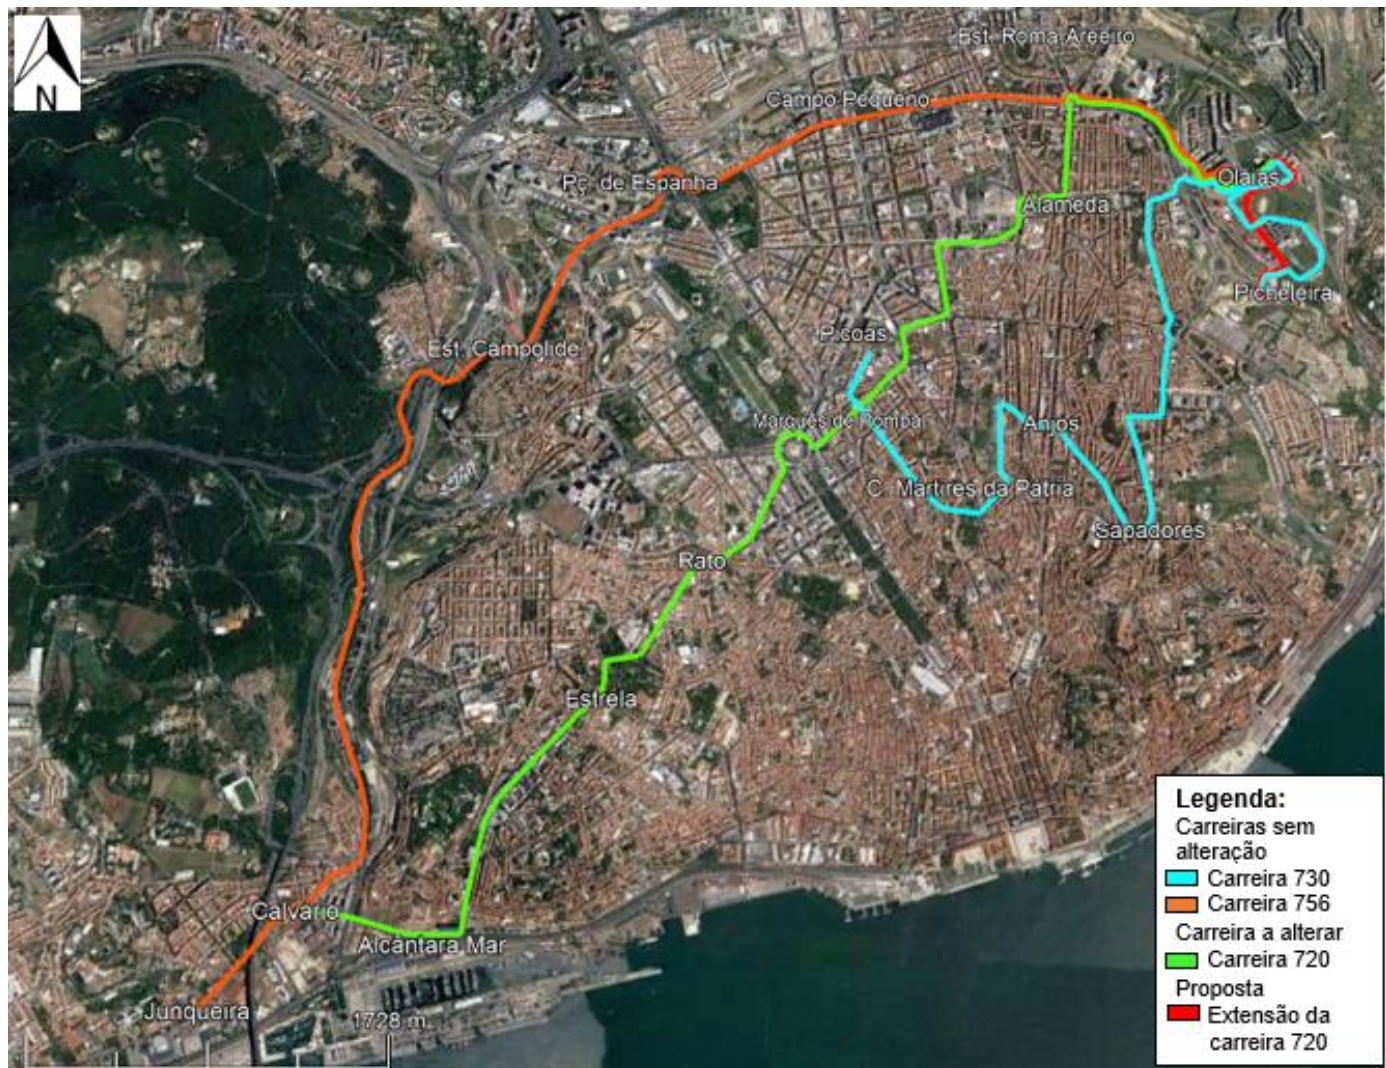 N
Est. Roma Areeiro
Campo Pequeno
Pç. de Espanha
Olaias
Alameda
Picheleira
Picoas
Est. Campolide
Marquês de Pombal
Anjos
C. Martires da Patria
Sapadores
Rato
Estrela
Calvário
Alcântara Mar
Junqueira
1728 m
Legenda:
Carreiras sem
alteração
Carreira 730
Carreira 756
Carreira a alterar
Carreira 720
Proposta
Extensão da
carreira 720